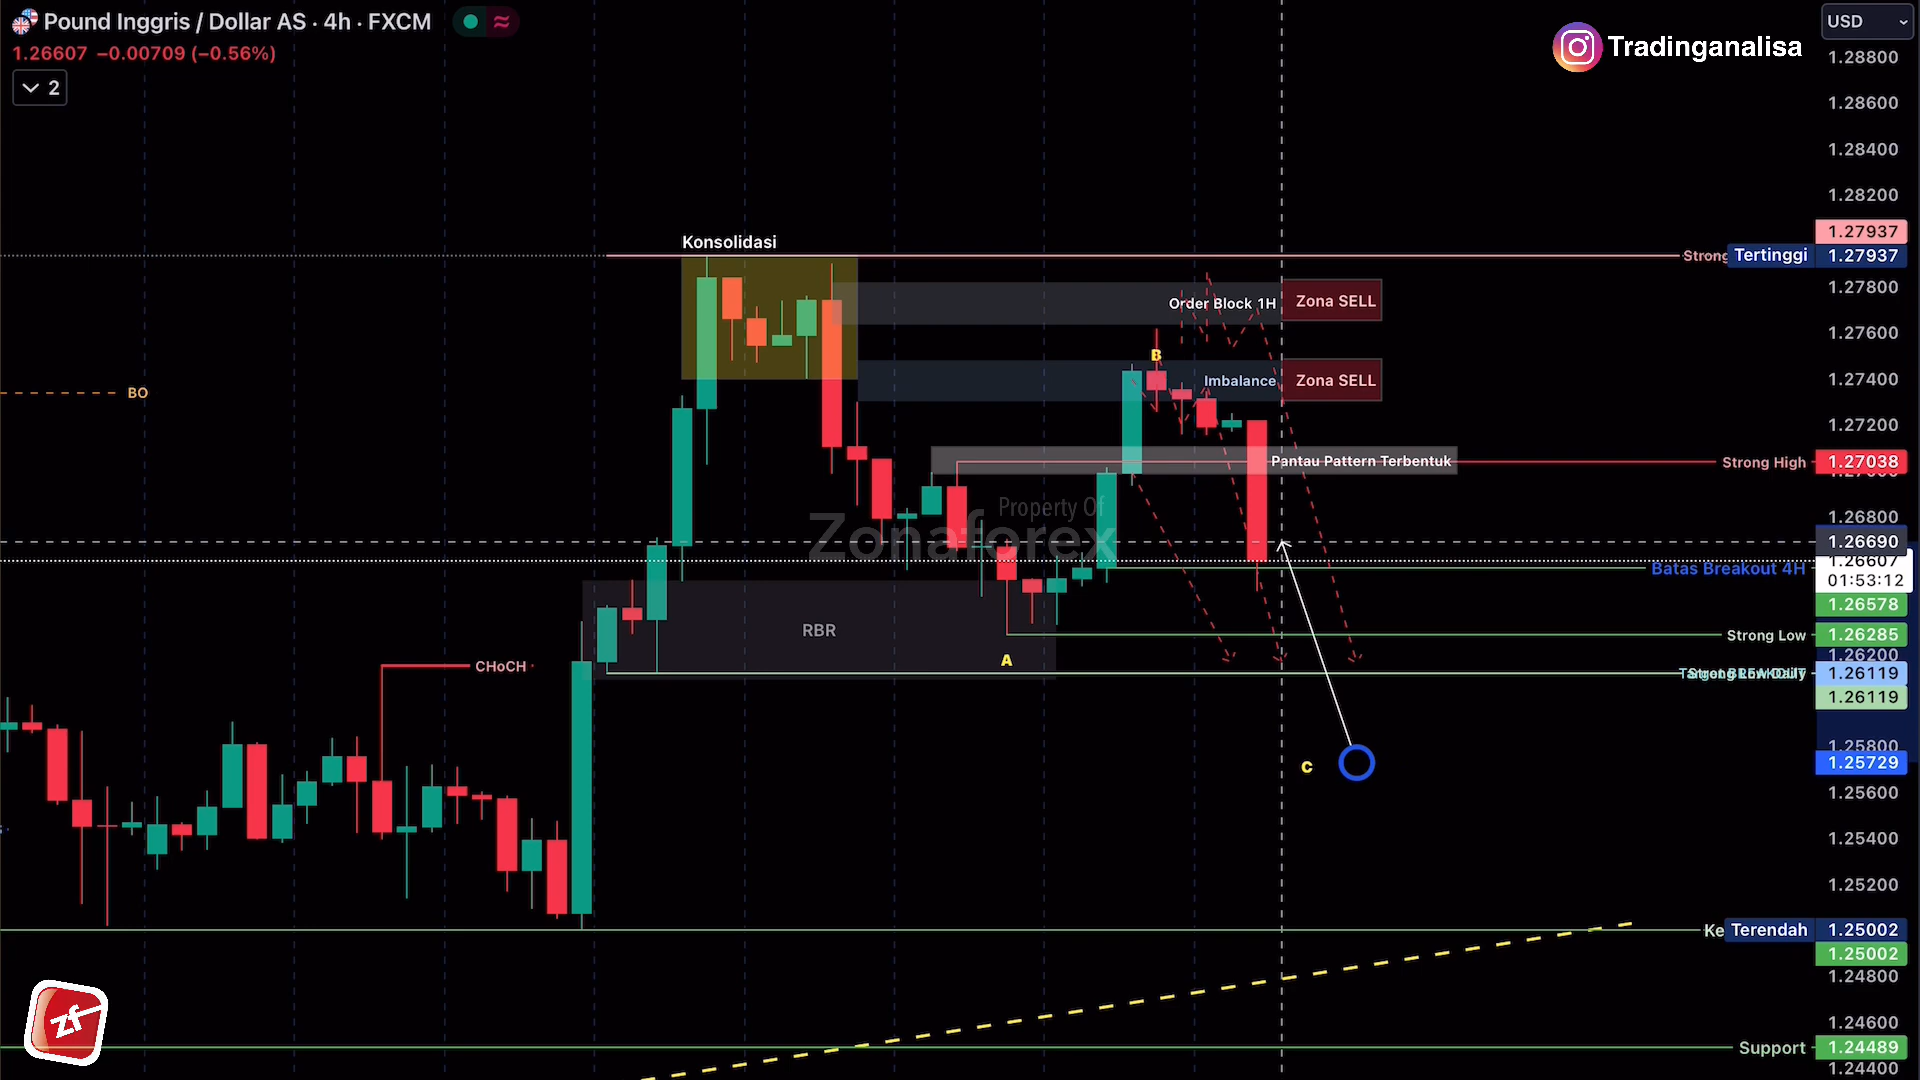 Pound Inggris / Dollar AS · 4h · FXCM
1.26607 −0.00709 (−0.56%)
2
Tradinganalisa
USD
1.28800
1.28600
1.28400
1.28200
Konsolidasi
1.27937
Strong
Tertinggi
1.27937
1.27800
Order Block 1H
Zona SELL
1.27600
B
Imbalance
Zona SELL
1.27400
BO
1.27200
Pantau Pattern Terbentuk
Strong High
1.27038
Property Of
Zonaforex
1.26800
1.26690
1.26607
01:53:12
Batas Breakout 4H
1.26578
RBR
Strong Low
1.26285
1.26200
A
CHoCH
1.26119
1.26119
1.25800
C
1.25729
1.25600
1.25400
1.25200
Ke
Terendah
1.25002
1.25002
1.24800
zf
1.24600
Support
1.24489
1.24400